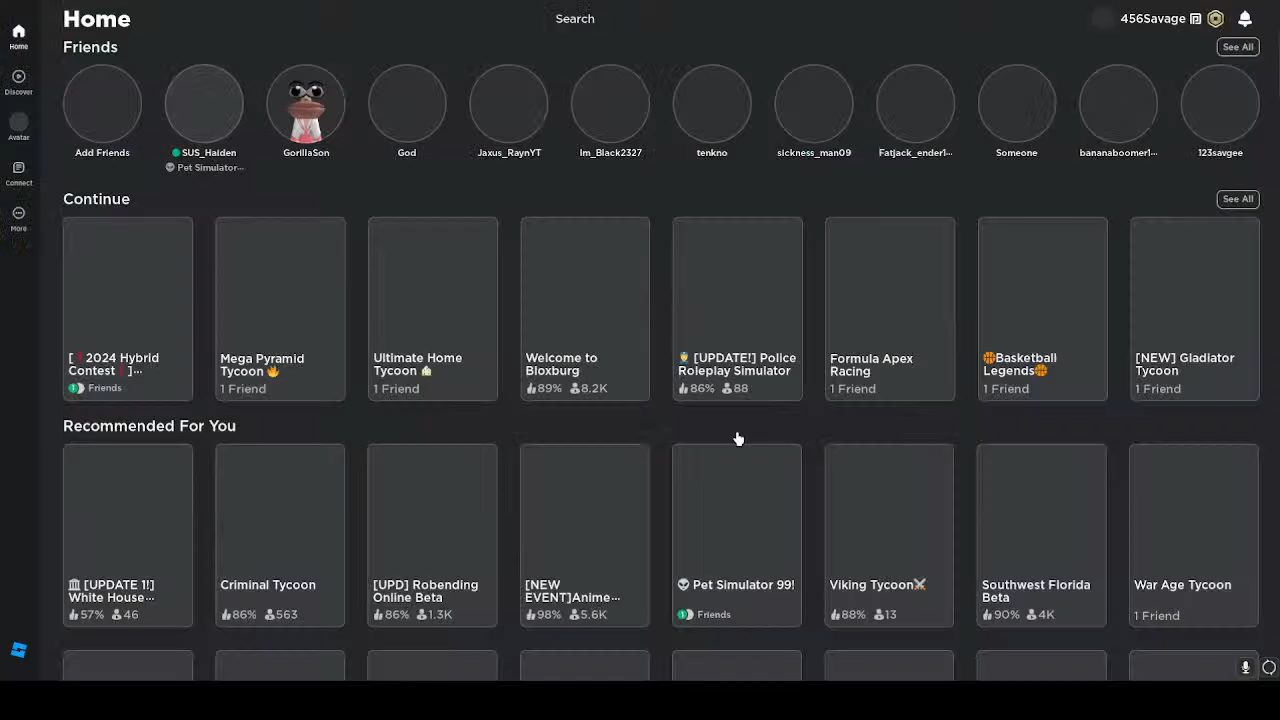 Home
Search
456Savage
Home
Friends
See All
Discover
Avatar
Connect
More
Add Friends
SUS_Haiden
Pet Simulator...
GorillaSon
God
Jaxus_RaynYT
Im_Black2327
tenkno
sickness_man09
Fatjack_ender1...
Someone
bananaboomer1...
123savgee
Continue
See All
[❗2024 Hybrid
Contest❗]...
1 Friends
Mega Pyramid
Tycoon 🔥
1 Friend
Ultimate Home
Tycoon 🏠
1 Friend
Welcome to
Bloxburg
89% 8.2K
👮 [UPDATE!] Police
Roleplay Simulator
86% 88
Formula Apex
Racing
1 Friend
🏀Basketball
Legends🏀
1 Friend
[NEW] Gladiator
Tycoon
1 Friend
Recommended For You
🏛 [UPDATE 1!]
White House...
57% 46
Criminal Tycoon
86% 563
[UPD] Robending
Online Beta
86% 1.3K
[NEW
EVENT]Anime...
98% 5.6K
👽 Pet Simulator 99!
1 Friends
Viking Tycoon⚔
88% 13
Southwest Florida
Beta
90% 4K
War Age Tycoon
1 Friend